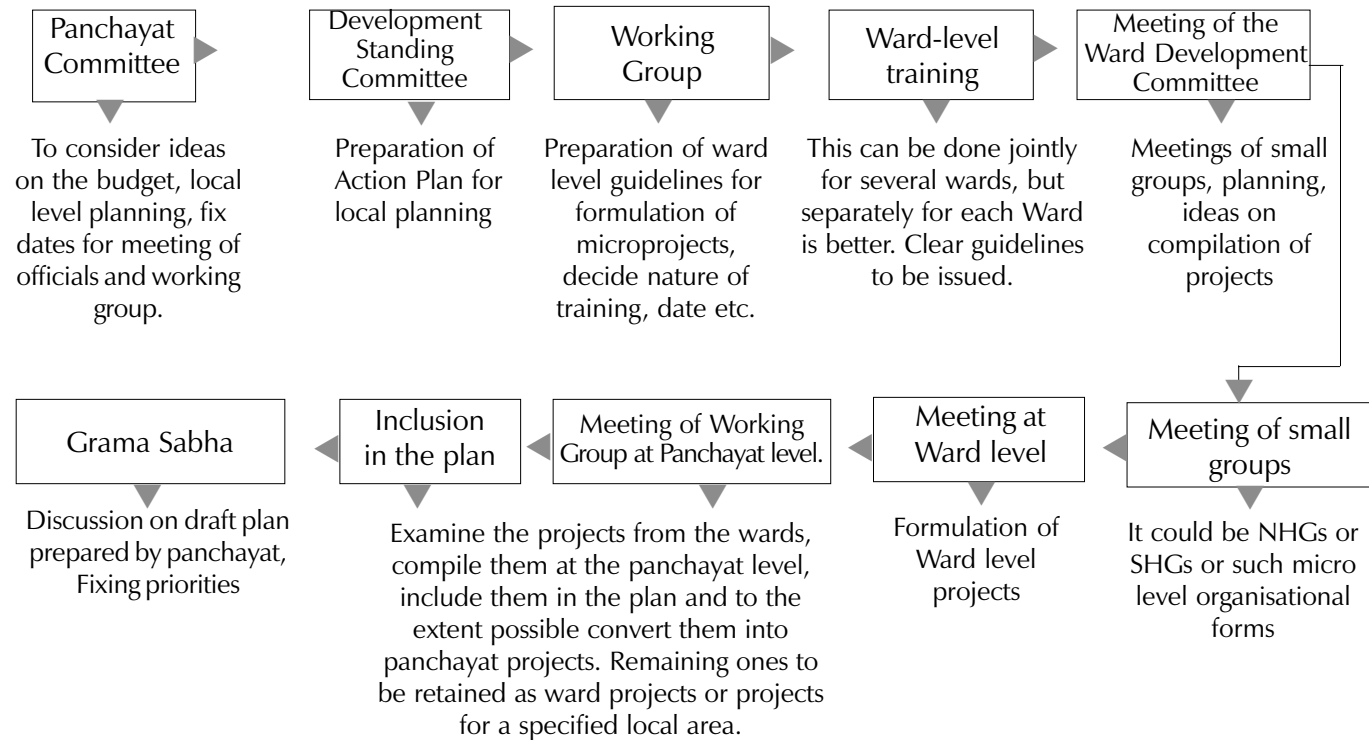 Panchayat
Committee
To consider ideas
on the budget, local
level planning, fix
dates for meeting of
officials and working
group.
Development
Standing
Committee
Preparation of
Action Plan for
local planning
Working
Group
Preparation of ward
level guidelines for
formulation of
microprojects,
decide nature of
training, date etc.
Ward-level
training
This can be done jointly
for several wards, but
separately for each Ward
is better. Clear guidelines
to be issued.
Meeting of the
Ward Development
Committee
Meetings of small
groups, planning,
ideas on
compilation of
projects
Meeting of small
groups
It could be NHGs or
SHGs or such micro
level organisational
forms
Meeting at
Ward level
Formulation of
Ward level
projects
Meeting of Working
Group at Panchayat level.
Inclusion
in the plan
Examine the projects from the wards,
compile them at the panchayat level,
include them in the plan and to the
extent possible convert them into
panchayat projects. Remaining ones to
be retained as ward projects or projects
for a specified local area.
Grama Sabha
Discussion on draft plan
prepared by panchayat,
Fixing priorities